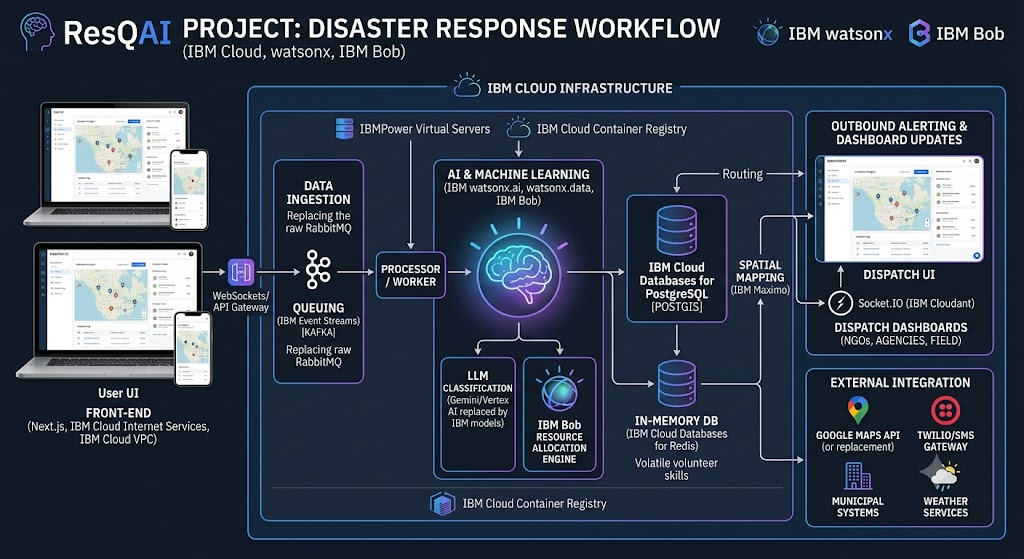 ResQAI PROJECT: DISASTER RESPONSE WORKFLOW
(IBM Cloud, watsonx, IBM Bob)
IBM watsonx
IBM Bob
IBM CLOUD INFRASTRUCTURE
IBMPower Virtual Servers
IBM Cloud Container Registry
User UI
FRONT-END
(Next.js, IBM Cloud Internet Services,
IBM Cloud VPC)
WebSockets/
API Gateway
DATA
INGESTION
Replacing the
raw RabbitMQ
QUEUING
(IBM Event Streams)
[KAFKA]
Replacing raw
RabbitMQ
PROCESSOR
/ WORKER
AI & MACHINE LEARNING
(IBM watsonx.ai, watsonx.data,
IBM Bob)
LLM
CLASSIFICATION
(Gemini/Vertex
AI replaced by
IBM models)
IBM Bob
RESOURCE
ALLOCATION
ENGINE
Routing
IBM Cloud
Databases for
PostgreSQL
[POSTGIS]
SPATIAL
MAPPING
(IBM Maximo)
IN-MEMORY DB
(IBM Cloud Databases
for Redis)
Volatile volunteer
skills
IBM Cloud Container Registry
OUTBOUND ALERTING &
DASHBOARD UPDATES
DISPATCH UI
Socket.IO (IBM Cloudant)
DISPATCH DASHBOARDS
(NGOs, AGENCIES, FIELD)
EXTERNAL INTEGRATION
GOOGLE MAPS API
(or replacement)
TWILIO/SMS
GATEWAY
MUNICIPAL
SYSTEMS
WEATHER
SERVICES